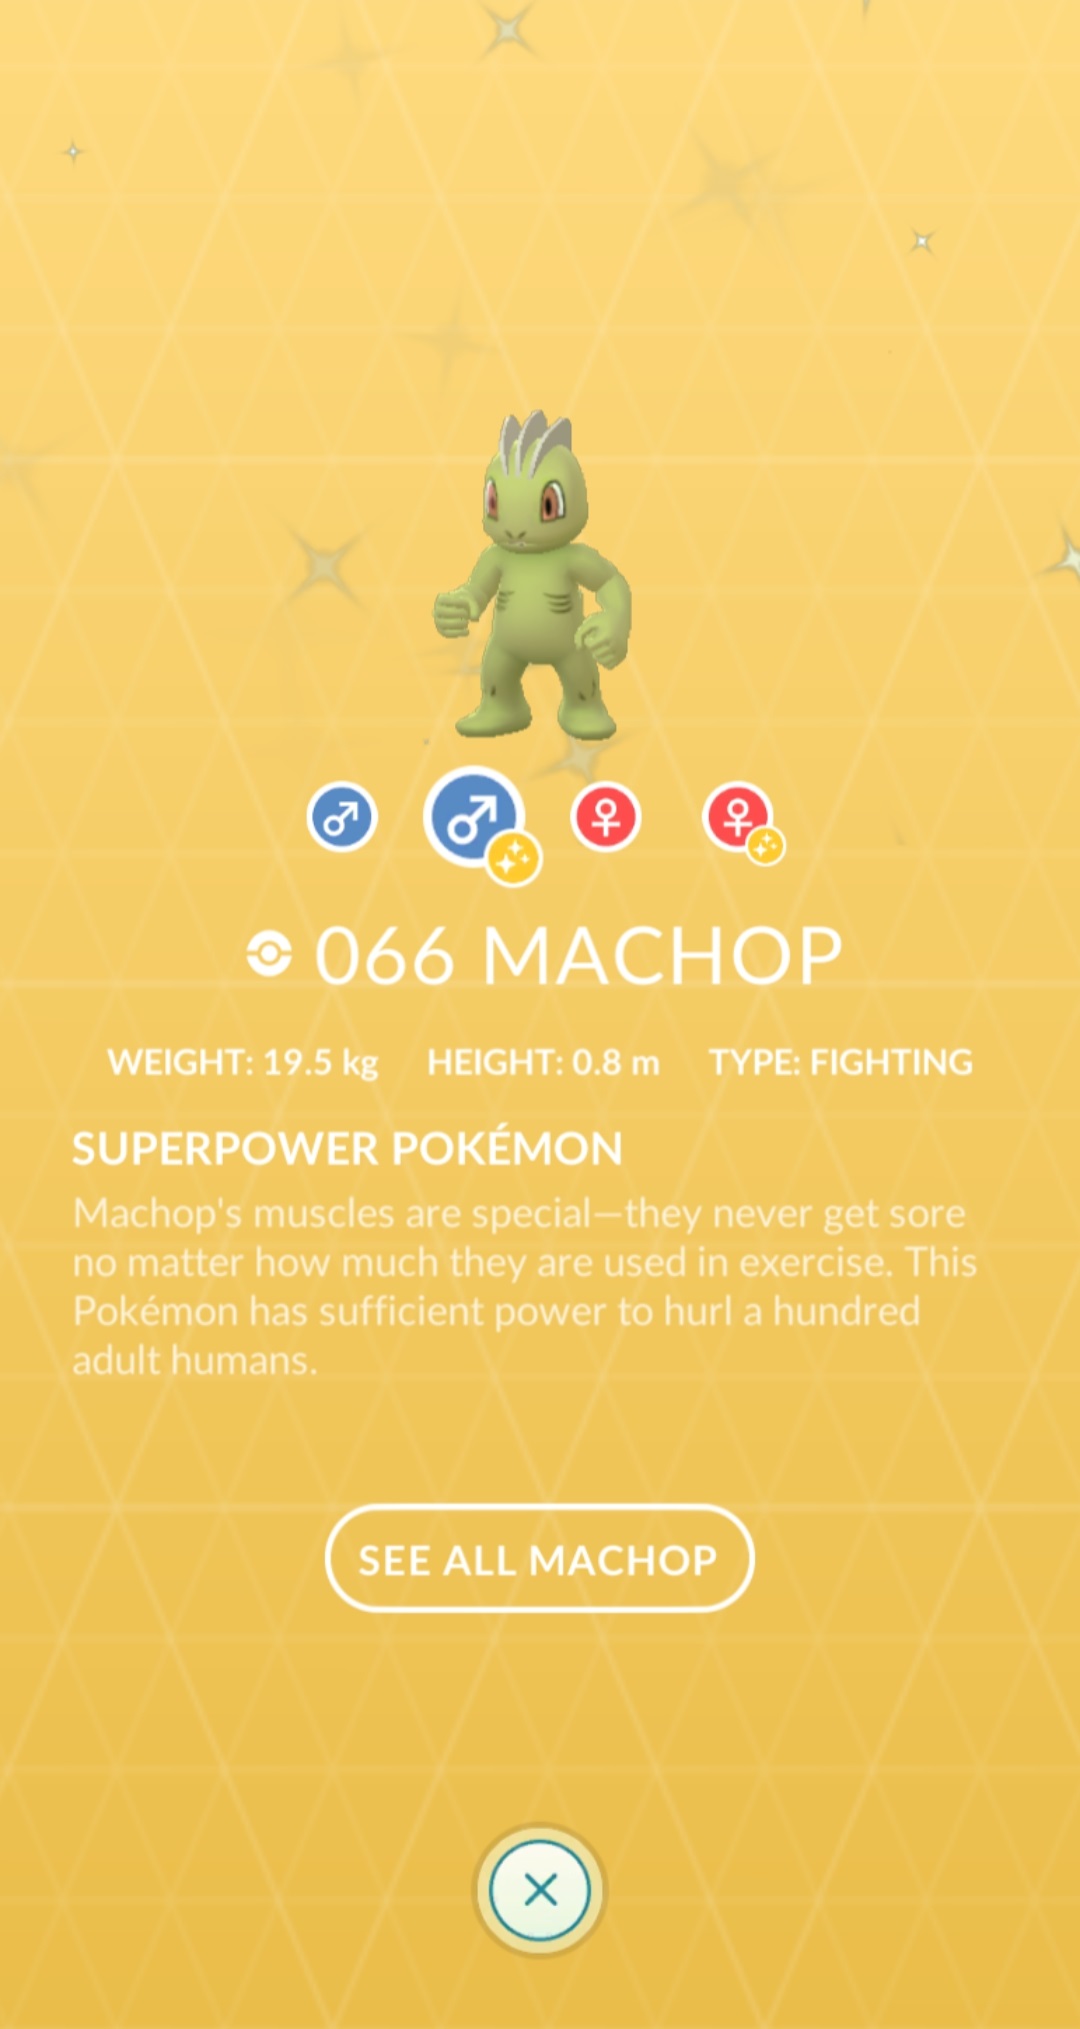 066 MACHOP
WEIGHT: 19.5 kg HEIGHT: 0.8 m TYPE: FIGHTING
SUPERPOWER POKÉMON
Machop's muscles are special—they never get sore
no matter how much they are used in exercise. This
Pokémon has sufficient power to hurl a hundred
adult humans.
SEE ALL MACHOP